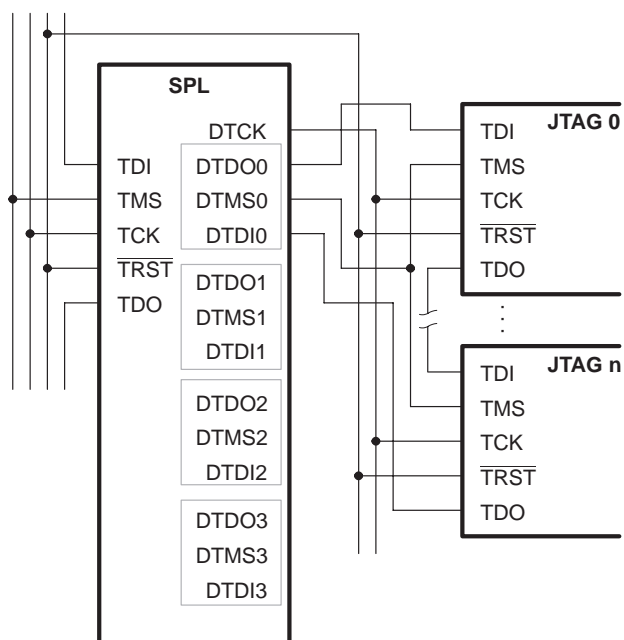 SPL
DTCK
TDI
TMS
TCK
TRST
TDO
DTDO0
DTMS0
DTDI0
DTDO1
DTMS1
DTDI1
DTDO2
DTMS2
DTDI2
DTDO3
DTMS3
DTDI3
JTAG 0
TDI
TMS
TCK
TRST
TDO
JTAG n
TDI
TMS
TCK
TRST
TDO